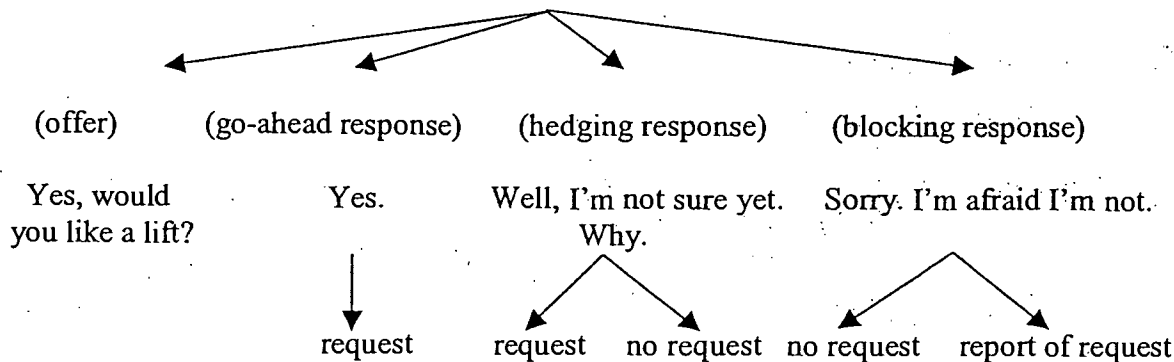 (offer) (go-ahead response) (hedging response) (blocking response)
Yes, would Yes. Well, I'm not sure yet. Sorry. I'm afraid I'm not.
you like a lift? Why.
request request no request no request report of request